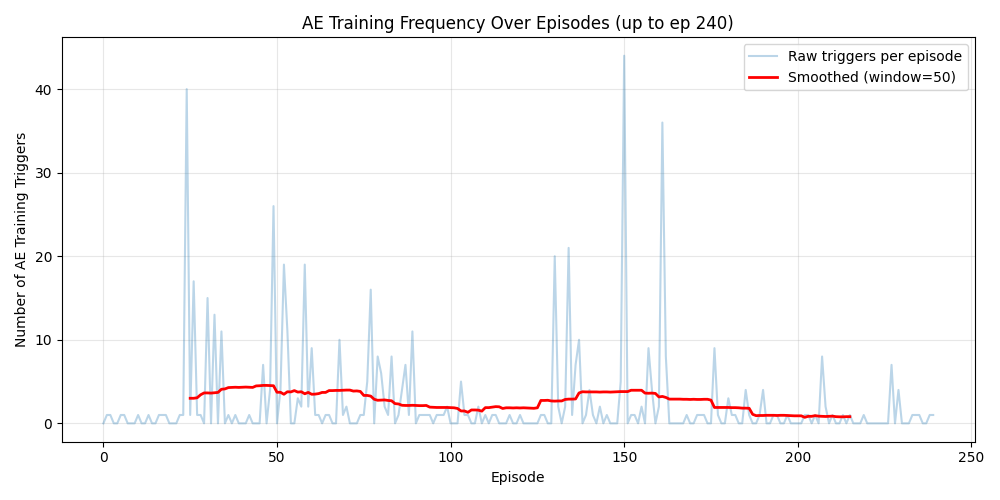 AE Training Frequency Over Episodes (up to ep 240)
Raw triggers per episode
Smoothed (window=50)
Number of AE Training Triggers
40
30
20
10
0
0 50 100 150 200 250
Episode